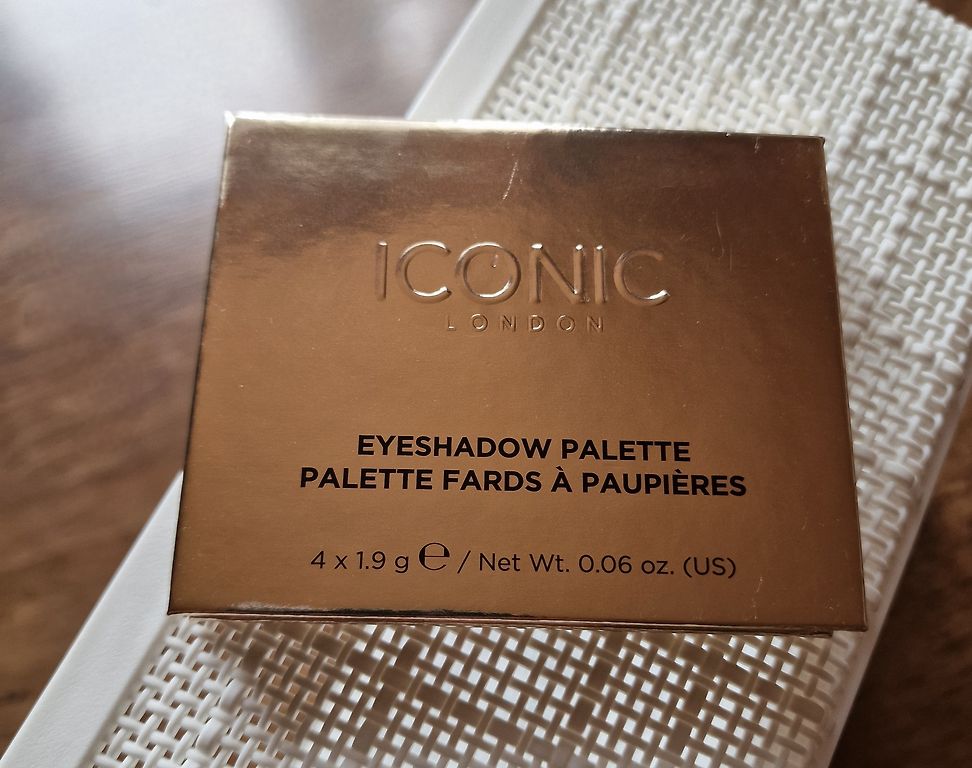 ICONIC
LONDON
EYESHADOW PALETTE
PALETTE FARDS À PAUPIÈRES
4 x 1.9 g ℮ / Net Wt. 0.06 oz. (US)